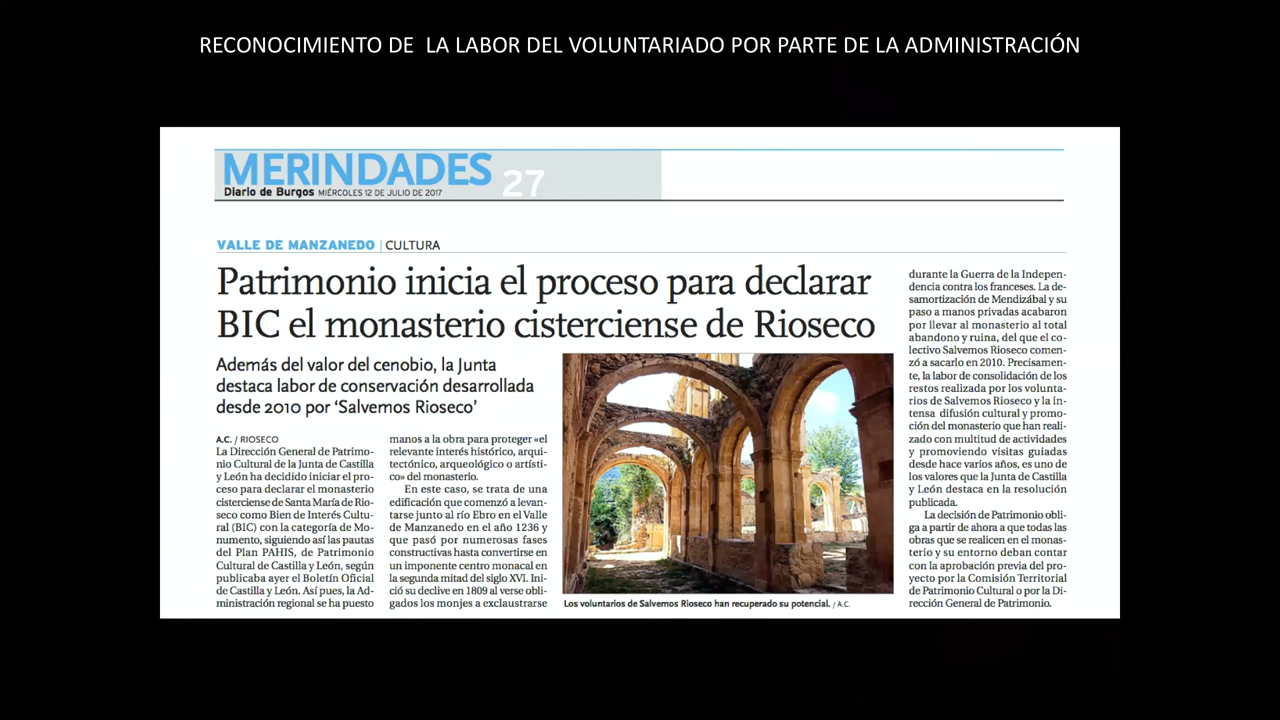 RECONOCIMIENTO DE LA LABOR DEL VOLUNTARIADO POR PARTE DE LA ADMINISTRACIÓN
MERINDADES 27
Diario de Burgos MIÉRCOLES 12 DE JULIO DE 2017
VALLE DE MANZANEDO | CULTURA
Patrimonio inicia el proceso para declarar
BIC el monasterio cisterciense de Rioseco
Además del valor del cenobio, la Junta
destaca labor de conservación desarrollada
desde 2010 por ‘Salvemos Rioseco’
A.C. / RIOSECO
La Dirección General de Patrimo-
nio Cultural de la Junta de Castilla
y León ha decidido iniciar el pro-
ceso para declarar el monasterio
cisterciense de Santa María de Rio-
seco como Bien de Interés Cultu-
ral (BIC) con la categoría de Mo-
numento, siguiendo así las pautas
del Plan PAHIS, de Patrimonio
Cultural de Castilla y León, según
publicaba ayer el Boletín Oficial
de Castilla y León. Así pues, la Ad-
ministración regional se ha puesto
manos a la obra para proteger «el
relevante interés histórico, arqui-
tectónico, arqueológico o artísti-
co» del monasterio.
En este caso, se trata de una
edificación que comenzó a levan-
tarse junto al río Ebro en el Valle
de Manzanedo en el año 1236 y
que pasó por numerosas fases
constructivas hasta convertirse en
un imponente centro monacal en
la segunda mitad del siglo XVI. Ini-
ció su declive en 1809 al verse obli-
gados los monjes a exclaustrarse
Los voluntarios de Salvemos Rioseco han recuperado su potencial. / A.C.
durante la Guerra de la Indepen-
dencia contra los franceses. La de-
samortización de Mendizábal y su
paso a manos privadas acabaron
por llevar al monasterio al total
abandono y ruina, del que el co-
lectivo Salvemos Rioseco comen-
zó a sacarlo en 2010. Precisamen-
te, la labor de consolidación de los
restos realizada por los volunta-
rios de Salvemos Rioseco y la in-
tensa difusión cultural y promo-
ción del monasterio que han reali-
zado con multitud de actividades
y promoviendo visitas guiadas
desde hace varios años, es uno de
los valores que la Junta de Castilla
y León destaca en la resolución
publicada.
La decisión de Patrimonio obli-
ga a partir de ahora a que todas las
obras que se realicen en el monas-
terio y su entorno deban contar
con la aprobación previa del pro-
yecto por la Comisión Territorial
de Patrimonio Cultural o por la Di-
rección General de Patrimonio.